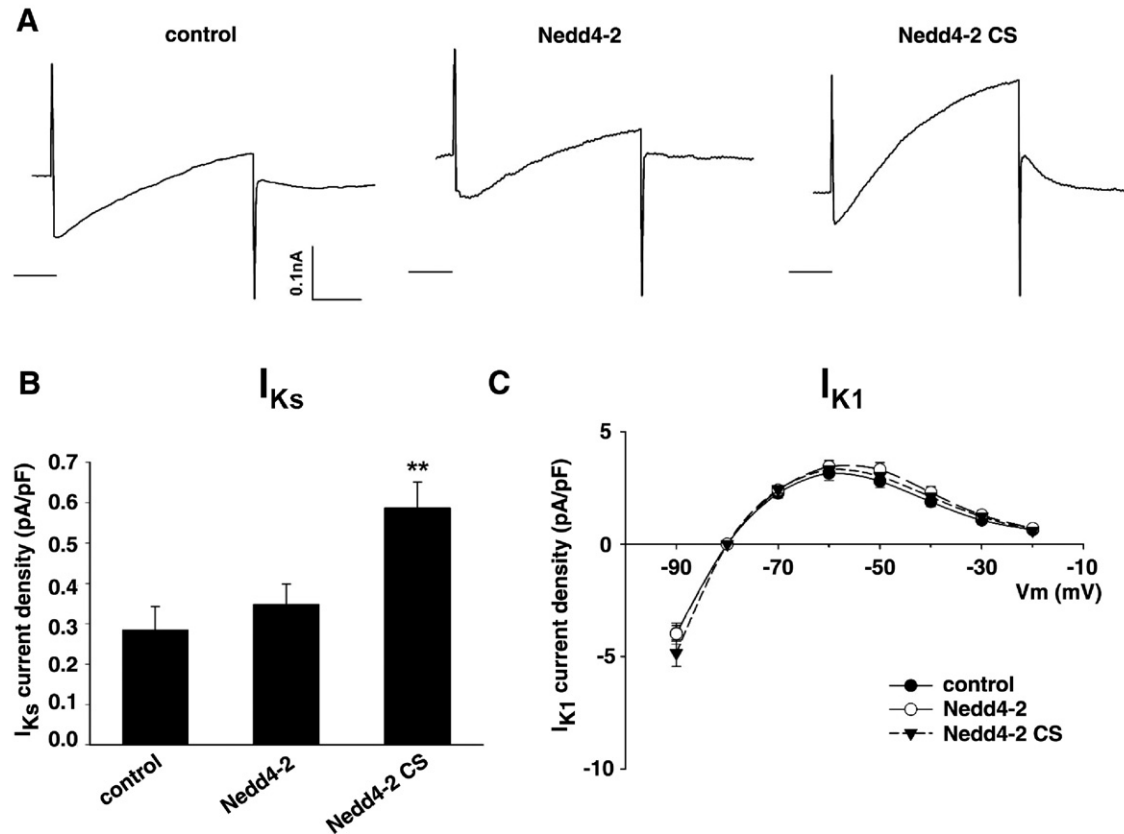 A
control
Nedd4-2
Nedd4-2 CS
0.1nA
B
IKs
C
IK1
IKs current density (pA/pF)
0.7
0.6
0.5
0.4
0.3
0.2
0.1
0.0
**
control
Nedd4-2
Nedd4-2 CS
IK1 current density (pA/pF)
5
0
-5
-10
-90
-70
-50
-30
-10
Vm (mV)
control
Nedd4-2
Nedd4-2 CS